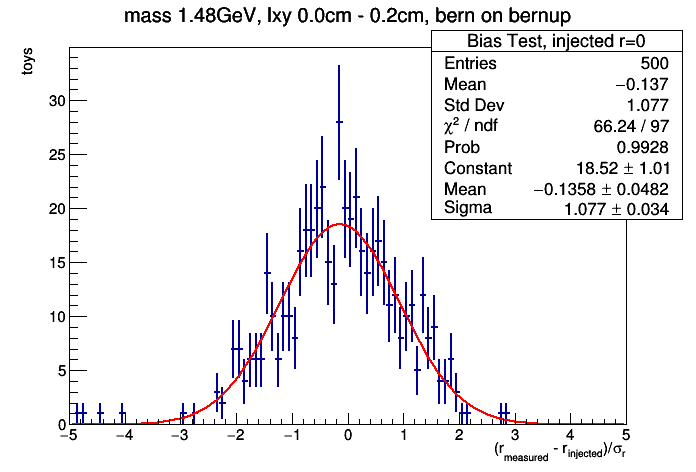 mass 1.48GeV, lxy 0.0cm - 0.2cm, bern on bernup
Bias Test, injected r=0
Entries 500
Mean −0.137
Std Dev 1.077
χ² / ndf 66.24 / 97
Prob 0.9928
Constant 18.52 ± 1.01
Mean −0.1358 ± 0.0482
Sigma 1.077 ± 0.034
toys
30
25
20
15
10
5
0
−5 −4 −3 −2 −1 0 1 2 3 4 5
(r_measured - r_injected)/σ_r